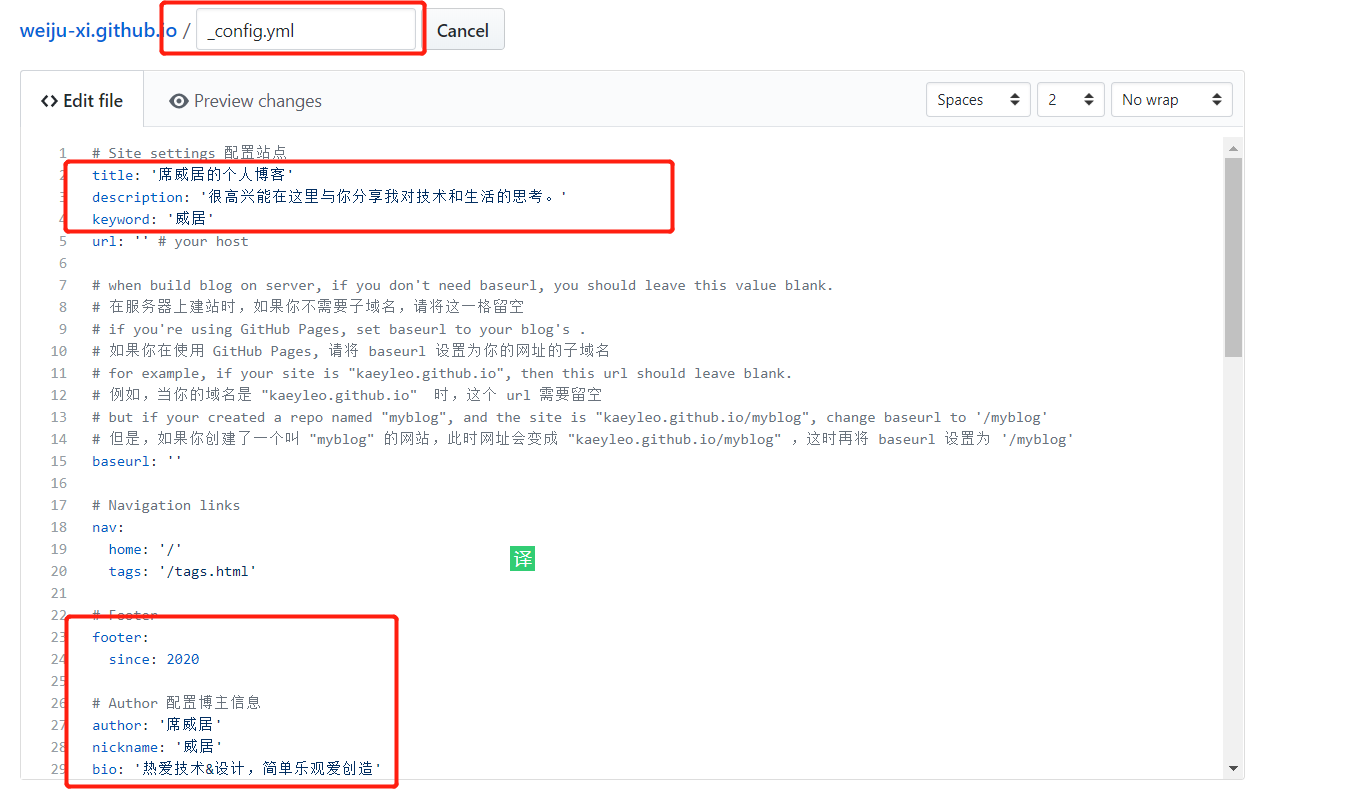 weiju-xi.github.io / _config.yml Cancel
Edit file Preview changes Spaces 2 No wrap
1 # Site settings 配置站点
2 title: '席威居的个人博客'
3 description: '很高兴能在这里与你分享我对技术和生活的思考。'
4 keyword: '威居'
5 url: '' # your host
6
7 # when build blog on server, if you don't need baseurl, you should leave this value blank.
8 # 在服务器上建站时，如果你不需要子域名，请将这一格留空
9 # if you're using GitHub Pages, set baseurl to your blog's .
10 # 如果你在使用 GitHub Pages, 请将 baseurl 设置为你的网址的子域名
11 # for example, if your site is "kaeyleo.github.io", then this url should leave blank.
12 # 例如，当你的域名是 "kaeyleo.github.io" 时，这个 url 需要留空
13 # but if your created a repo named "myblog", and the site is "kaeyleo.github.io/myblog", change baseurl to '/myblog'
14 # 但是，如果你创建了一个叫 "myblog" 的网站，此时网址会变成 "kaeyleo.github.io/myblog" ，这时再将 baseurl 设置为 '/myblog'
15 baseurl: ''
16
17 # Navigation links
18 nav:
19 home: '/'
20 tags: '/tags.html'
译
21
22 # Footer
23 footer:
24 since: 2020
25
26 # Author 配置博主信息
27 author: '席威居'
28 nickname: '威居'
29 bio: '热爱技术&设计，简单乐观爱创造'